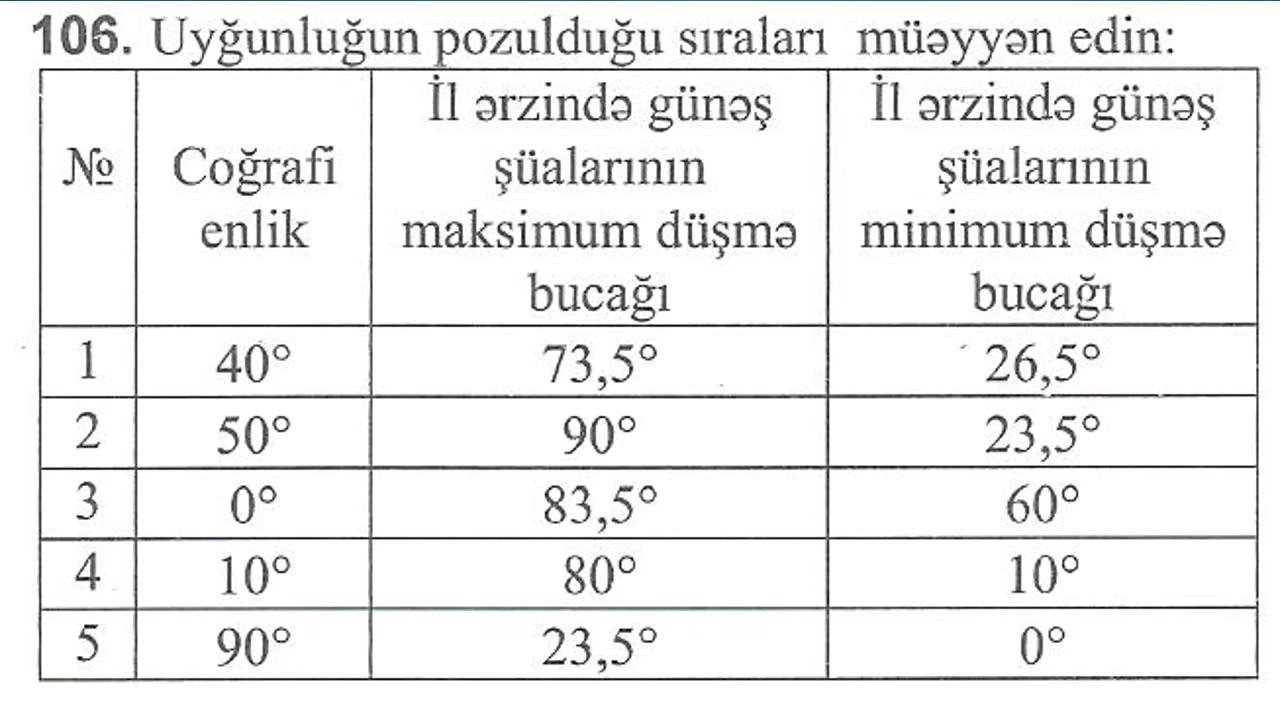 106. Uyğunluğun pozulduğu sıraları müəyyən edin:
№
Coğrafi
enlik
İl ərzində günəş
şüalarının
maksimum düşmə
bucağı
İl ərzində günəş
şüalarının
minimum düşmə
bucağı
1 40° 73,5° 26,5°
2 50° 90° 23,5°
3 0° 83,5° 60°
4 10° 80° 10°
5 90° 23,5° 0°